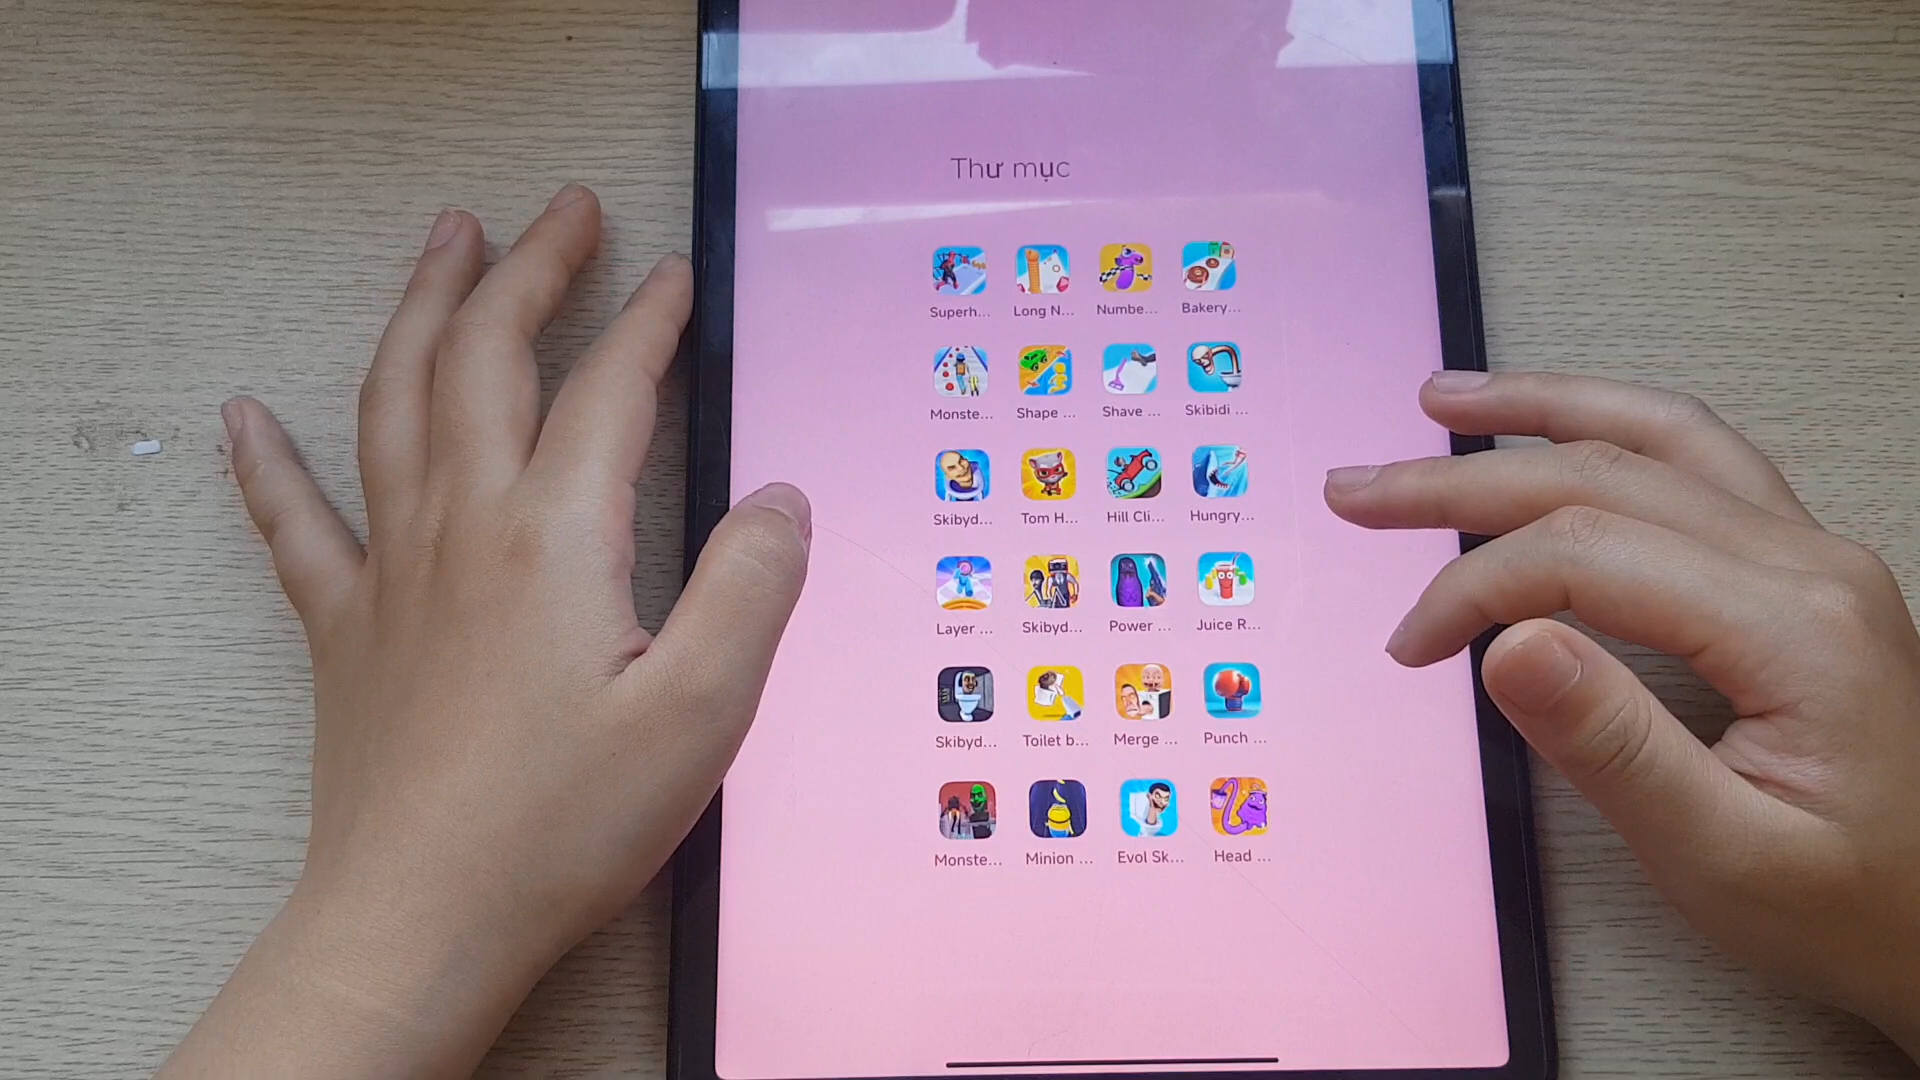 Thư mục
Superh... Long N... Numbe... Bakery...
Monste... Shape ... Shave ... Skibidi ...
Skibyd... Tom H... Hill Cli... Hungry...
Layer ... Skibyd... Power ... Juice R...
Skibyd... Toilet b... Merge ... Punch ...
Monste... Minion ... Evol Sk... Head ...